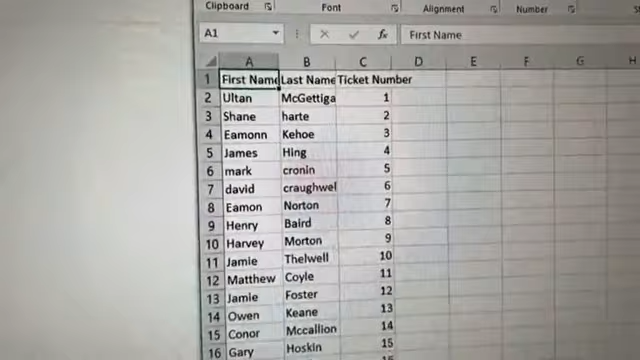 Clipboard Font Alignment Number
A1 fx First Name
A B C D E F G H
1 First Name Last Name Ticket Number
2 Ultan McGettiga 1
3 Shane harte 2
4 Eamonn Kehoe 3
5 James Hing 4
6 mark cronin 5
7 david craughwel 6
8 Eamon Norton 7
9 Henry Baird 8
10 Harvey Morton 9
11 Jamie Thelwell 10
12 Matthew Coyle 11
13 Jamie Foster 12
14 Owen Keane 13
15 Conor Mccallion 14
16 Gary Hoskin 15